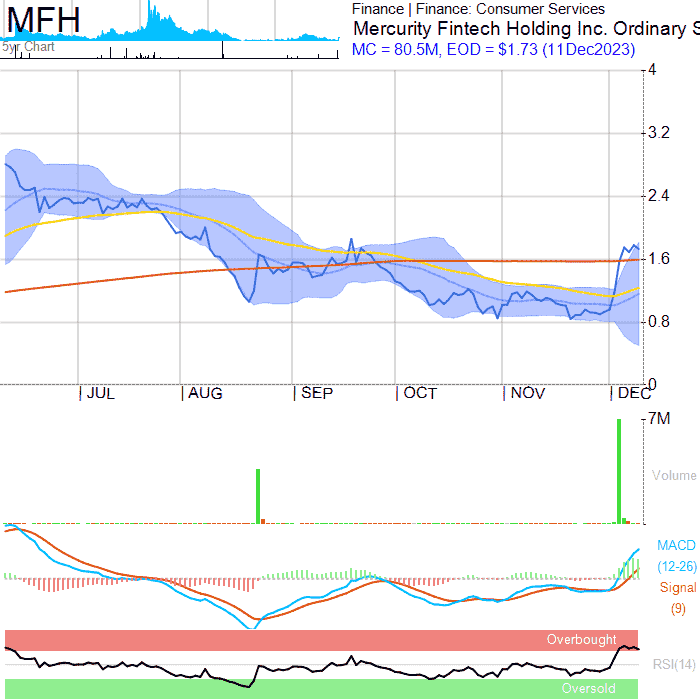 MFH
5yr Chart
Finance | Finance: Consumer Services
Mercurity Fintech Holding Inc. Ordinary S
MC = 80.5M, EOD = $1.73 (11Dec2023)
4
3.2
2.4
1.6
0.8
0
JUL AUG SEP OCT NOV DEC
7M
Volume
MACD
(12-26)
Signal
(9)
Overbought
RSI(14)
Oversold